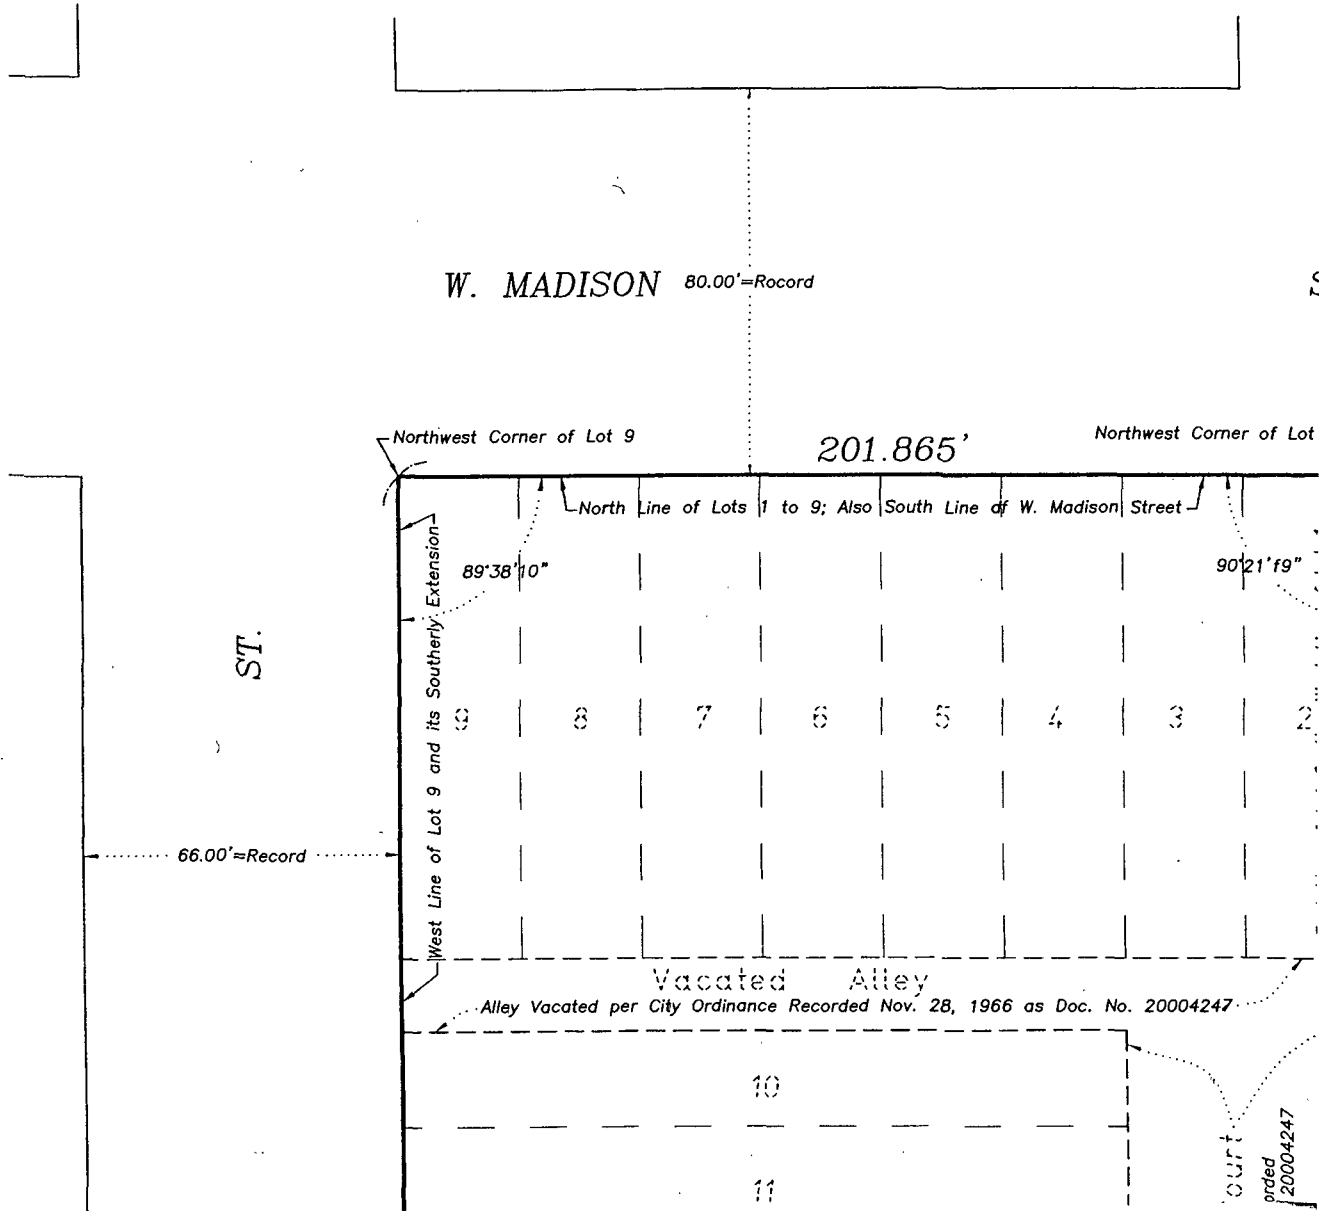 W. MADISON 80.00'=Rocord
Northwest Corner of Lot 9
201.865'
Northwest Corner of Lot
North Line of Lots 1 to 9; Also South Line of W. Madison Street
89°38'10"
90°21'19"
West Line of Lot 9 and its Southerly Extension
ST.
9 8 7 6 5 4 3 2
66.00'=Record
Vacated Alley
Alley Vacated per City Ordinance Recorded Nov. 28, 1966 as Doc. No. 20004247
10
11
ourt
orded
20004247